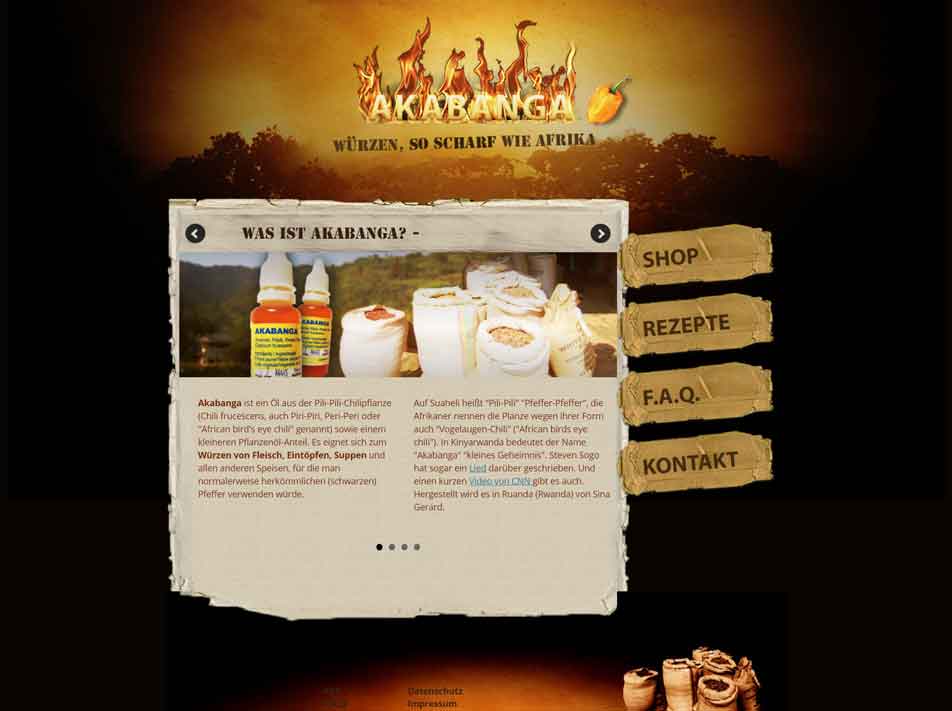 AKABANGA
WÜRZEN, SO SCHARF WIE AFRIKA
WAS IST AKABANGA? -
SHOP
REZEPTE
F.A.Q.
KONTAKT
AKABANGA
AKABANGA
Akabanga ist ein Öl aus der Pili-Pili-Chilipflanze
(Chili frucescens, auch Piri-Piri, Peri-Peri oder
"African bird's eye chili" genannt) sowie einem
kleineren Pflanzenöl-Anteil. Es eignet sich zum
Würzen von Fleisch, Eintöpfen, Suppen und
allen anderen Speisen, für die man
normalerweise herkömmlichen (schwarzen)
Pfeffer verwenden würde.
Auf Suaheli heißt "Pili-Pili" "Pfeffer-Pfeffer", die
Afrikaner nennen die Planze wegen ihrer Form
auch "Vogelaugen-Chili" ("African birds eye
chili"). In Kinyarwanda bedeutet der Name
"Akabanga" "kleines Geheimnis". Steven Sogo
hat sogar ein Lied darüber geschrieben. Und
einen kurzen Video von CNN gibt es auch.
Hergestellt wird es in Ruanda (Rwanda) von Sina
Gerard.
Datenschutz
Impressum